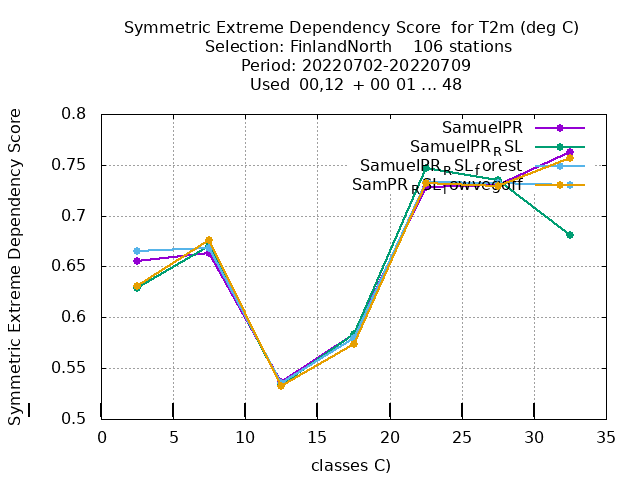 Symmetric Extreme Dependency Score for T2m (deg C)
Selection: FinlandNorth 106 stations
Period: 20220702-20220709
Used 00,12 + 00 01 ... 48
Symmetric Extreme Dependency Score
0.8
0.75
0.7
0.65
0.6
0.55
0.5
SamuelPR
SamuelPR_RSL
SamuelPR_RSL_forest
SamPR_RSL_lowvegoff
0 5 10 15 20 25 30 35
classes C)